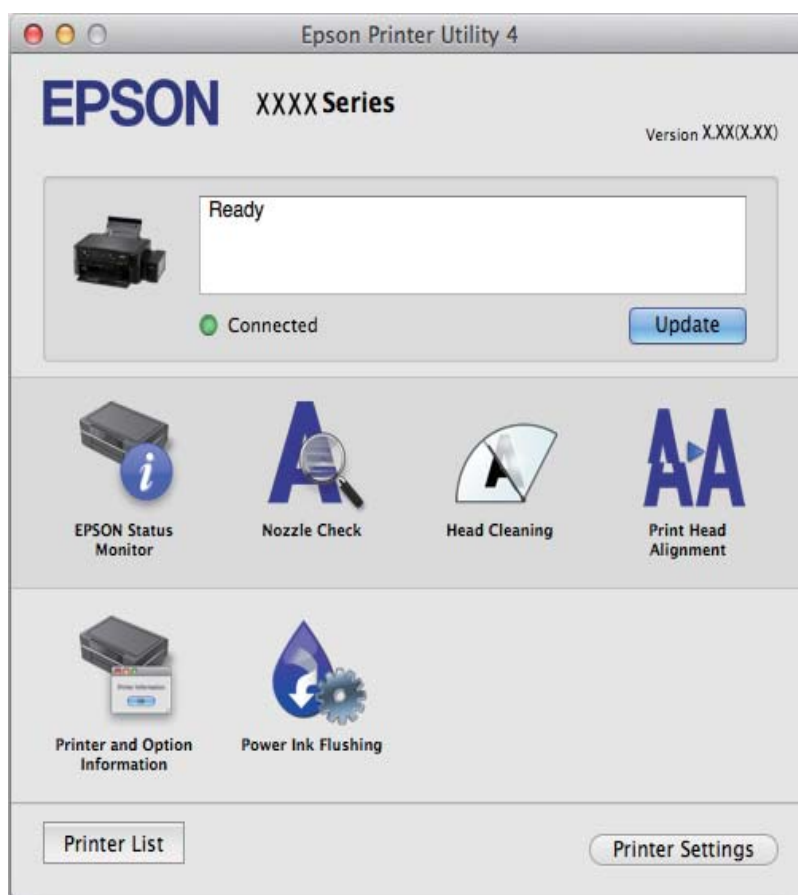 Epson Printer Utility 4
EPSON XXXX Series
Version X.XX(X.XX)
Ready
Connected
Update
EPSON Status
Monitor
Nozzle Check
Head Cleaning
Print Head
Alignment
Printer and Option
Information
Power Ink Flushing
Printer List
Printer Settings